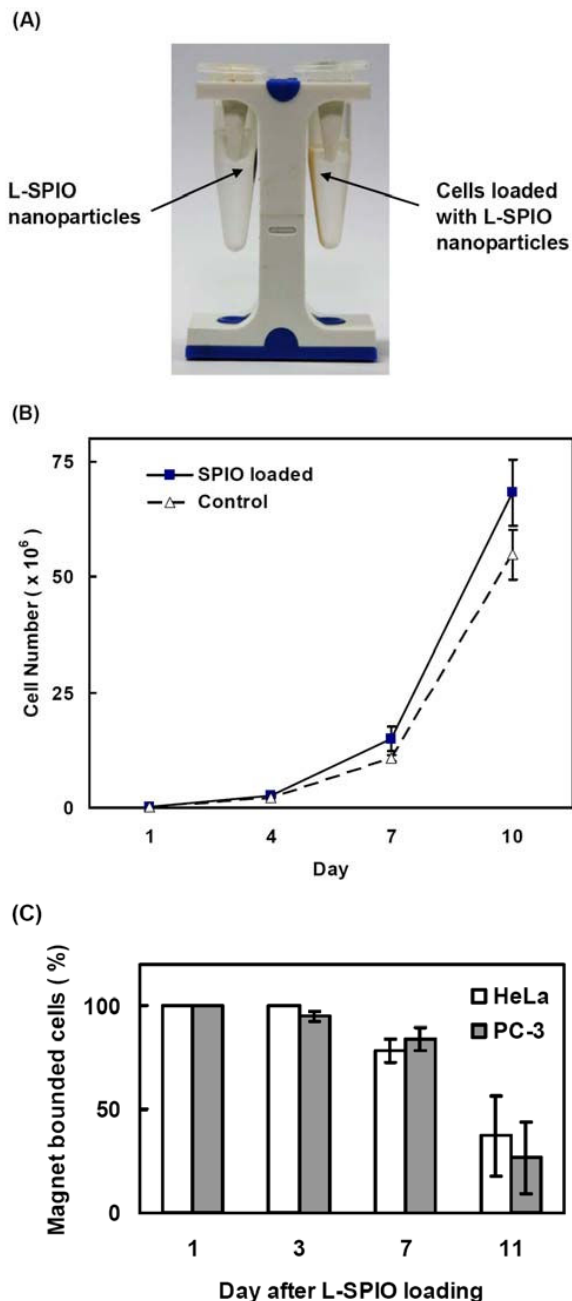 (A)
L-SPIO
nanoparticles
Cells loaded
with L-SPIO
nanoparticles
(B)
75
50
25
0
SPIO loaded
Control
Cell Number ( x 10⁶)
1 4 7 10
Day
(C)
100
50
0
HeLa
PC-3
Magnet bounded cells ( %)
1 3 7 11
Day after L-SPIO loading